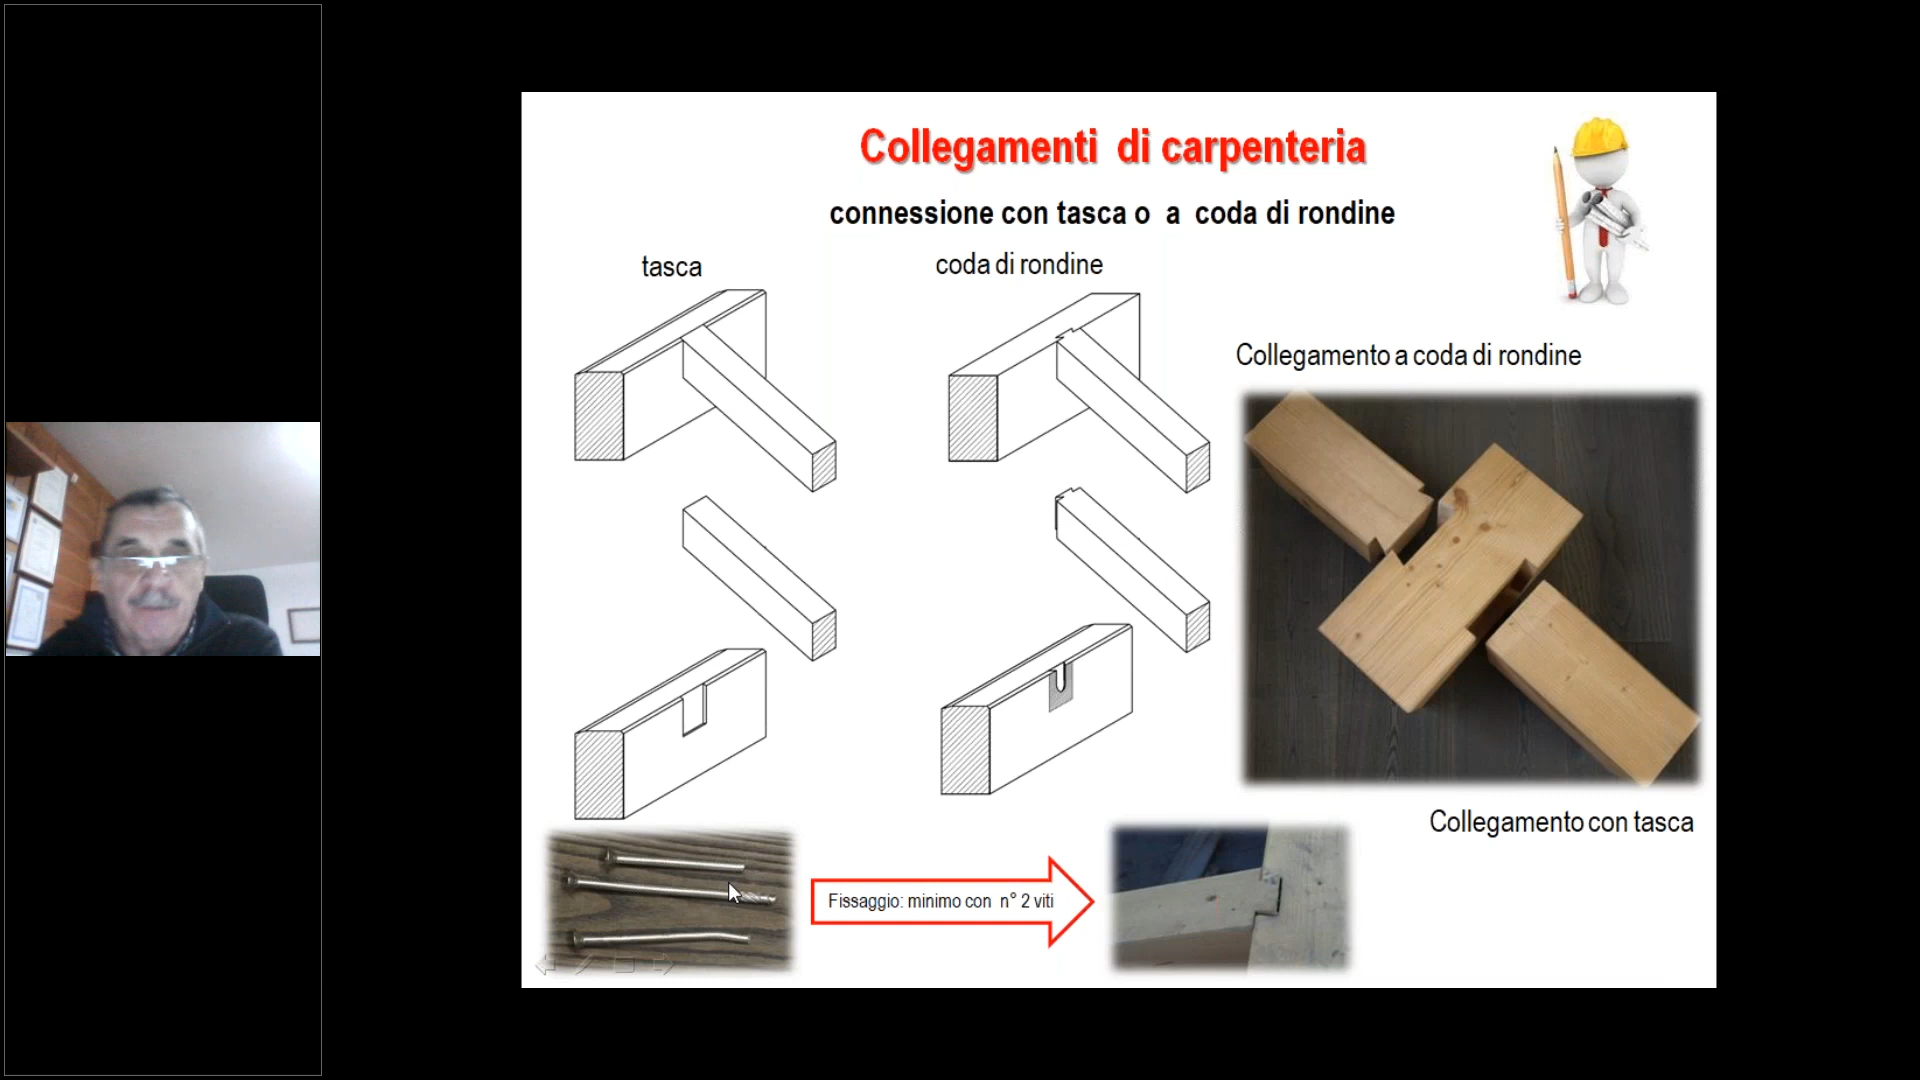 Collegamenti di carpenteria
connessione con tasca o a coda di rondine
tasca
coda di rondine
Collegamento a coda di rondine
Collegamento con tasca
Fissaggio: minimo con n° 2 viti